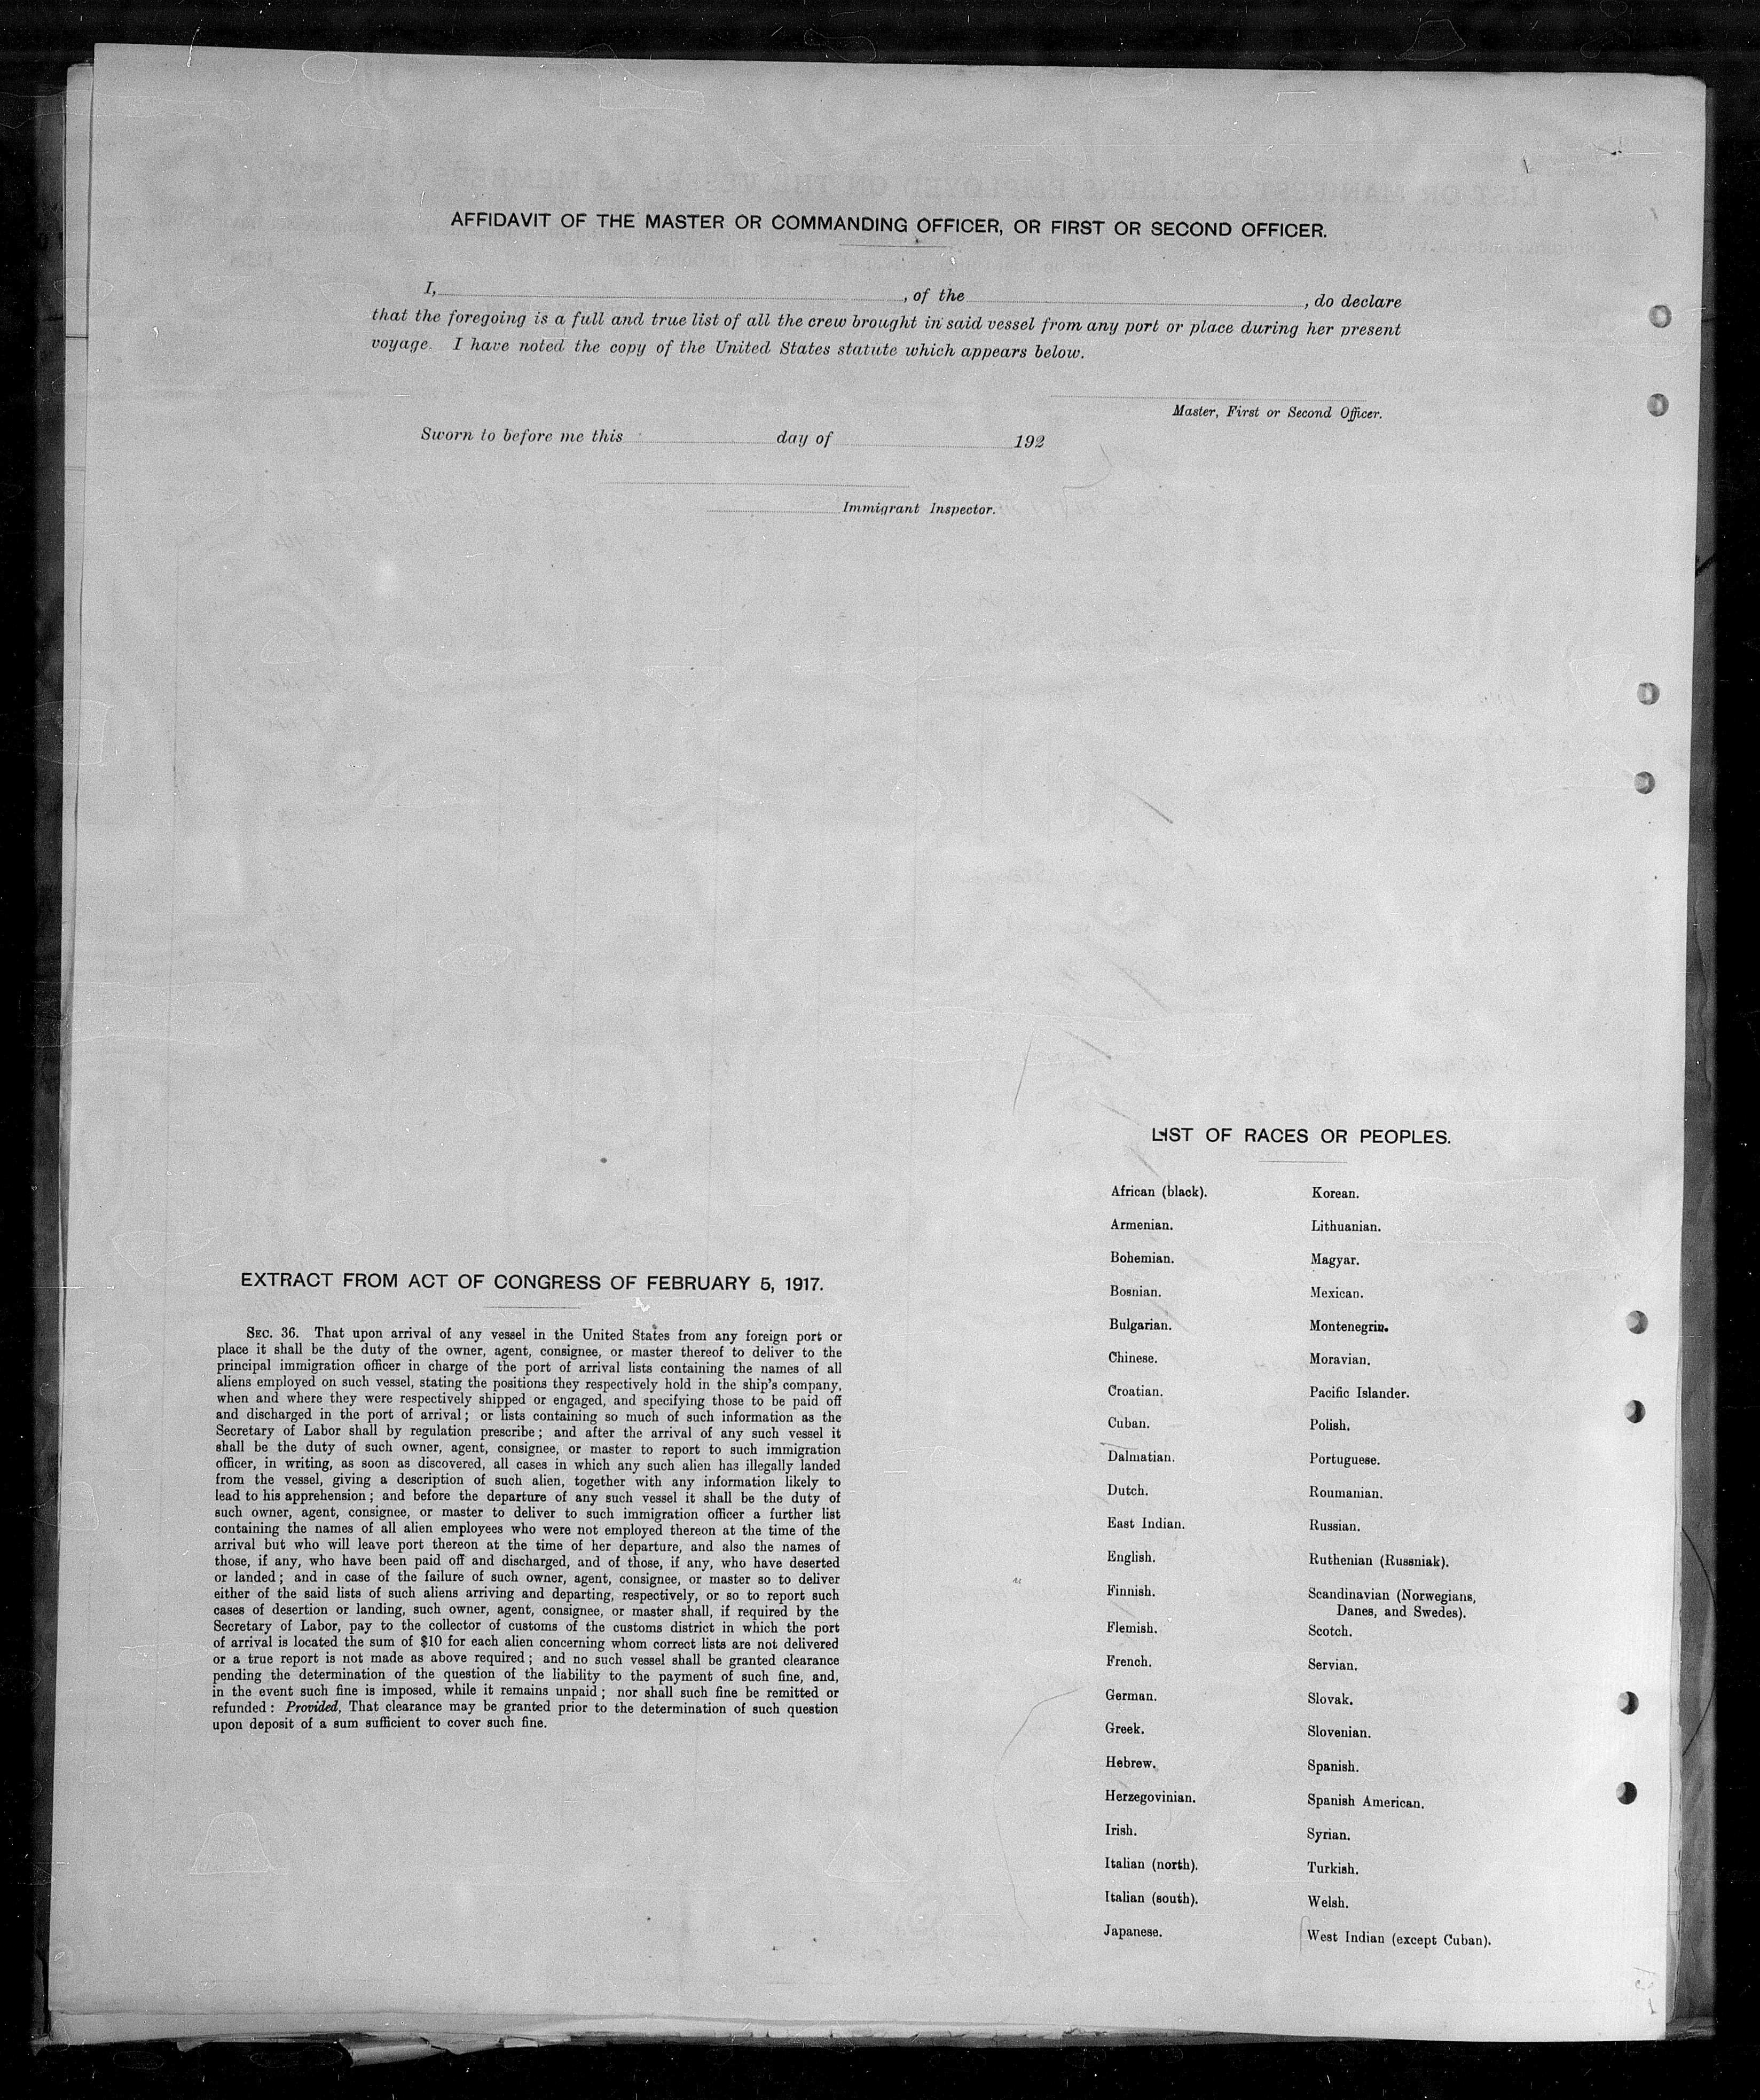 AFFIDAVIT OF THE MASTER OR COMMANDING OFFICER, OR FIRST OR SECOND OFFICER.
I, , of the , do declare
that the foregoing is a full and true list of all the crew brought in said vessel from any port or place during her present
voyage. I have noted the copy of the United States statute which appears below.
Master, First or Second Officer.
Sworn to before me this day of 192
Immigrant Inspector.
EXTRACT FROM ACT OF CONGRESS OF FEBRUARY 5, 1917.
SEC. 36. That upon arrival of any vessel in the United States from any foreign port or
place it shall be the duty of the owner, agent, consignee, or master thereof to deliver to the
principal immigration officer in charge of the port of arrival lists containing the names of all
aliens employed on such vessel, stating the positions they respectively hold in the ship's company,
when and where they were respectively shipped or engaged, and specifying those to be paid off
and discharged in the port of arrival; or lists containing so much of such information as the
Secretary of Labor shall by regulation prescribe; and after the arrival of any such vessel it
shall be the duty of such owner, agent, consignee, or master to report to such immigration
officer, in writing, as soon as discovered, all cases in which any such alien has illegally landed
from the vessel, giving a description of such alien, together with any information likely to
lead to his apprehension; and before the departure of any such vessel it shall be the duty of
such owner, agent, consignee, or master to deliver to such immigration officer a further list
containing the names of all alien employees who were not employed thereon at the time of the
arrival but who will leave port thereon at the time of her departure, and also the names of
those, if any, who have been paid off and discharged, and of those, if any, who have deserted
or landed; and in case of the failure of such owner, agent, consignee, or master so to deliver
either of the said lists of such aliens arriving and departing, respectively, or so to report such
cases of desertion or landing, such owner, agent, consignee, or master shall, if required by the
Secretary of Labor, pay to the collector of customs of the customs district in which the port
of arrival is located the sum of $10 for each alien concerning whom correct lists are not delivered
or a true report is not made as above required; and no such vessel shall be granted clearance
pending the determination of the question of the liability to the payment of such fine, and,
in the event such fine is imposed, while it remains unpaid; nor shall such fine be remitted or
refunded: Provided, That clearance may be granted prior to the determination of such question
upon deposit of a sum sufficient to cover such fine.
LIST OF RACES OR PEOPLES.
African (black).
Armenian.
Bohemian.
Bosnian.
Bulgarian.
Chinese.
Croatian.
Cuban.
Dalmatian.
Dutch.
East Indian.
English.
Finnish.
Flemish.
French.
German.
Greek.
Hebrew.
Herzegovinian.
Irish.
Italian (north).
Italian (south).
Japanese.
Korean.
Lithuanian.
Magyar.
Mexican.
Montenegrin.
Moravian.
Pacific Islander.
Polish.
Portuguese.
Roumanian.
Russian.
Ruthenian (Russniak).
Scandinavian (Norwegians,
Danes, and Swedes).
Scotch.
Servian.
Slovak.
Slovenian.
Spanish.
Spanish American.
Syrian.
Turkish.
Welsh.
West Indian (except Cuban).